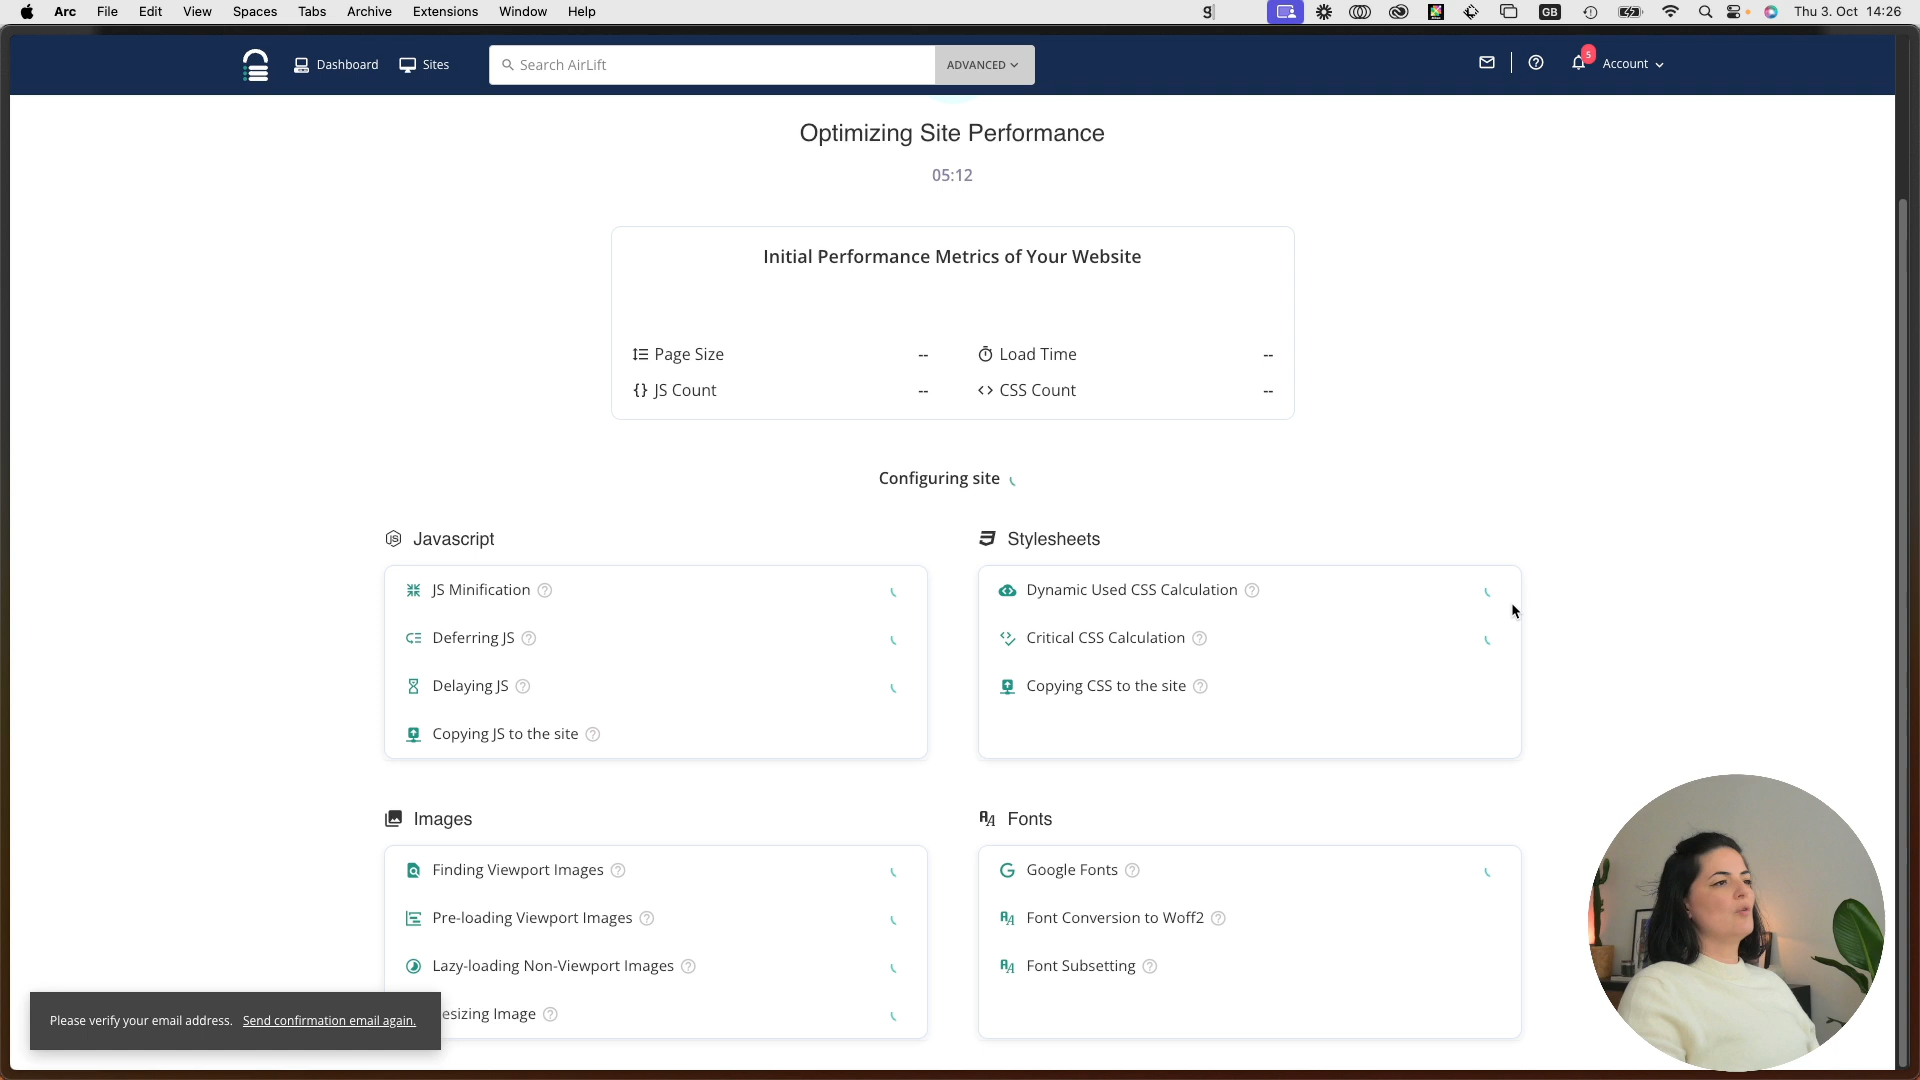 Arc File Edit View Spaces Tabs Archive Extensions Window Help GB Thu 3. Oct 14:26
Dashboard Sites Search AirLift ADVANCED 5 Account
Optimizing Site Performance
05:12
Initial Performance Metrics of Your Website
Page Size -- Load Time --
JS Count -- CSS Count --
Configuring site
Javascript
JS Minification
Deferring JS
Delaying JS
Copying JS to the site
Stylesheets
Dynamic Used CSS Calculation
Critical CSS Calculation
Copying CSS to the site
Images
Finding Viewport Images
Pre-loading Viewport Images
Lazy-loading Non-Viewport Images
esizing Image
Fonts
Google Fonts
Font Conversion to Woff2
Font Subsetting
Please verify your email address. Send confirmation email again.